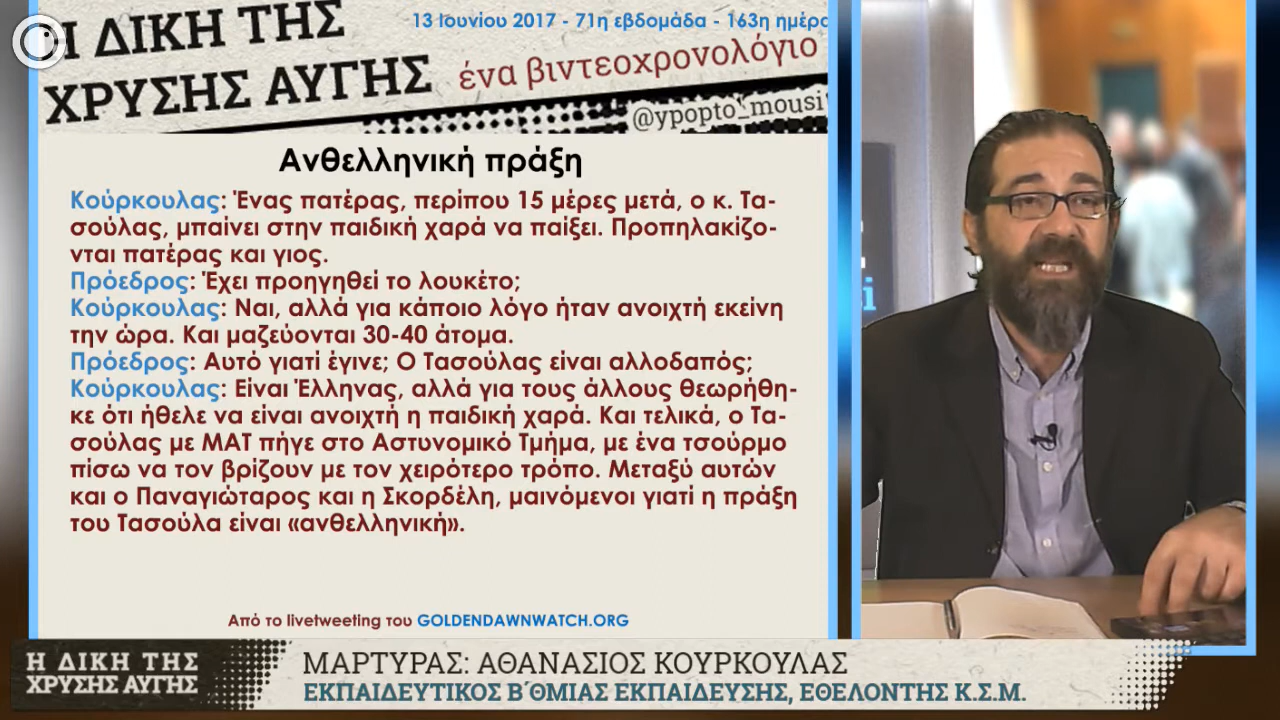 Η ΔΙΚΗ ΤΗΣ
ΧΡΥΣΗΣ ΑΥΓΗΣ
13 Ιουνίου 2017 - 71η εβδομάδα - 163η ημέρα
ένα βιντεοχρονολόγιο
@ypopto_mousi
Ανθελληνική πράξη
Κούρκουλας: Ένας πατέρας, περίπου 15 μέρες μετά, ο κ. Τα-
σούλας, μπαίνει στην παιδική χαρά να παίξει. Προπηλακίζο-
νται πατέρας και γιος.
Πρόεδρος: Έχει προηγηθεί το λουκέτο;
Κούρκουλας: Ναι, αλλά για κάποιο λόγο ήταν ανοιχτή εκείνη
την ώρα. Και μαζεύονται 30-40 άτομα.
Πρόεδρος: Αυτό γιατί έγινε; Ο Τασούλας είναι αλλοδαπός;
Κούρκουλας: Είναι Έλληνας, αλλά για τους άλλους θεωρήθη-
κε ότι ήθελε να είναι ανοιχτή η παιδική χαρά. Και τελικά, ο Τα-
σούλας με ΜΑΤ πήγε στο Αστυνομικό Τμήμα, με ένα τσούρμο
πίσω να τον βρίζουν με τον χειρότερο τρόπο. Μεταξύ αυτών
και ο Παναγιώταρος και η Σκορδέλη, μαινόμενοι γιατί η πράξη
του Τασούλα είναι «ανθελληνική».
Από το livetweeting του GOLDENDAWNWATCH.ORG
Η ΔΙΚΗ ΤΗΣ
ΧΡΥΣΗΣ ΑΥΓΗΣ
ΜΑΡΤΥΡΑΣ: ΑΘΑΝΑΣΙΟΣ ΚΟΥΡΚΟΥΛΑΣ
ΕΚΠΑΙΔΕΥΤΙΚΟΣ Β΄ΘΜΙΑΣ ΕΚΠΑΙΔΕΥΣΗΣ, ΕΘΕΛΟΝΤΗΣ Κ.Σ.Μ.